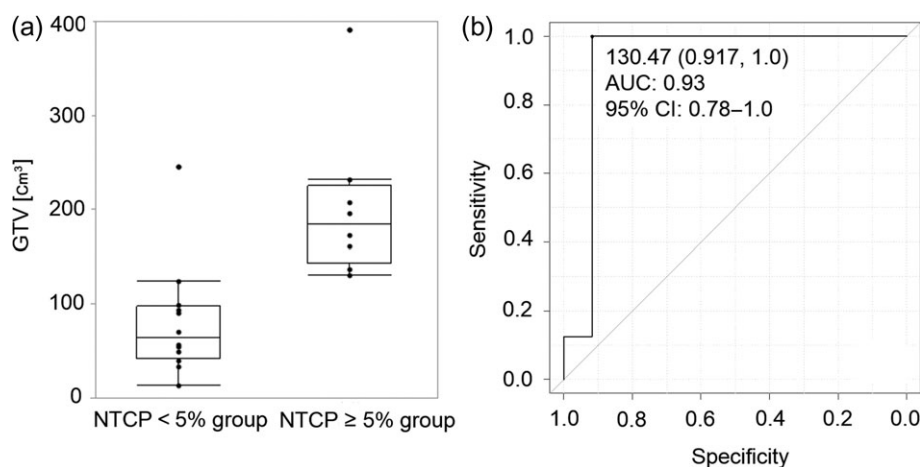 (a)
GTV [cm³]
400
300
200
100
0
NTCP < 5% group
NTCP ≥ 5% group
(b)
Sensitivity
1.0
0.8
0.6
0.4
0.2
0.0
130.47 (0.917, 1.0)
AUC: 0.93
95% CI: 0.78–1.0
1.0 0.8 0.6 0.4 0.2 0.0
Specificity